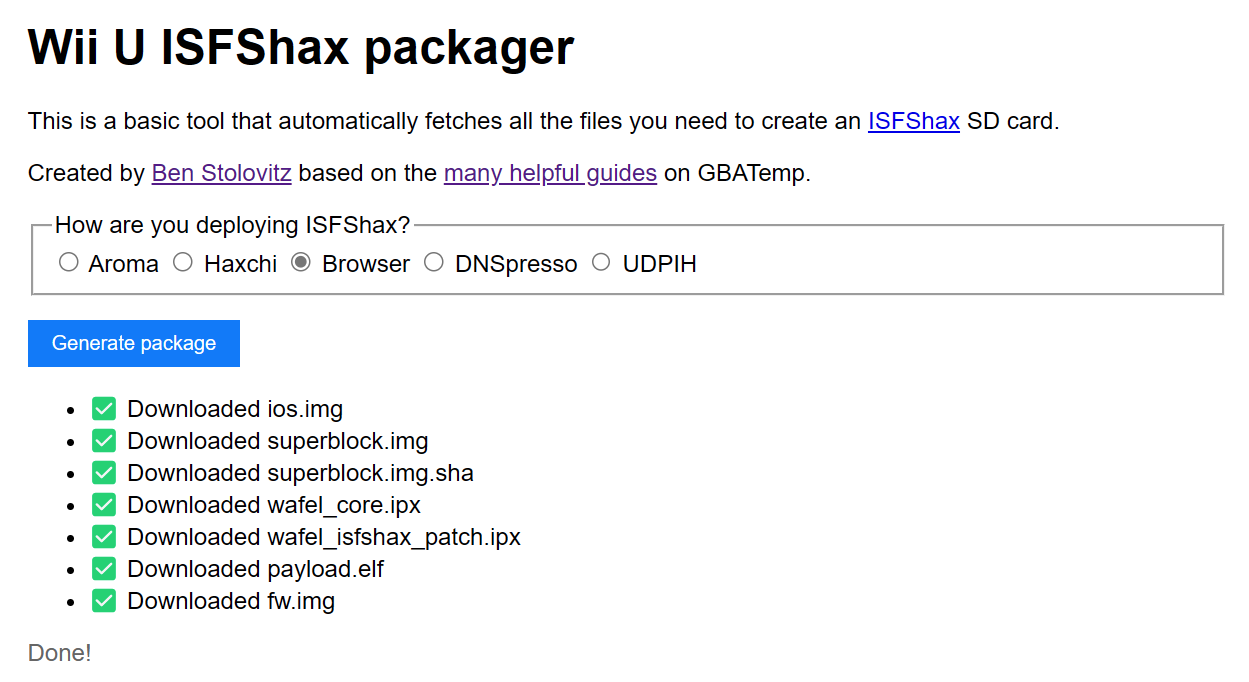 Wii U ISFShax packager
This is a basic tool that automatically fetches all the files you need to create an ISFShax SD card.
Created by Ben Stolovitz based on the many helpful guides on GBATemp.
How are you deploying ISFShax?
Aroma Haxchi Browser DNSpresso UDPIH
Generate package
Downloaded ios.img
Downloaded superblock.img
Downloaded superblock.img.sha
Downloaded wafel_core.ipx
Downloaded wafel_isfshax_patch.ipx
Downloaded payload.elf
Downloaded fw.img
Done!